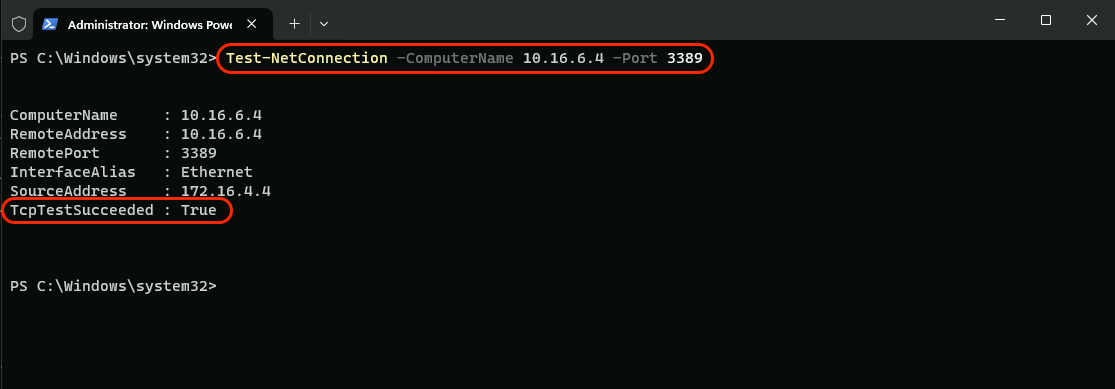 Administrator: Windows Powe
PS C:\Windows\system32> Test-NetConnection -ComputerName 10.16.6.4 -Port 3389
ComputerName     : 10.16.6.4
RemoteAddress    : 10.16.6.4
RemotePort       : 3389
InterfaceAlias   : Ethernet
SourceAddress    : 172.16.4.4
TcpTestSucceeded : True
PS C:\Windows\system32>